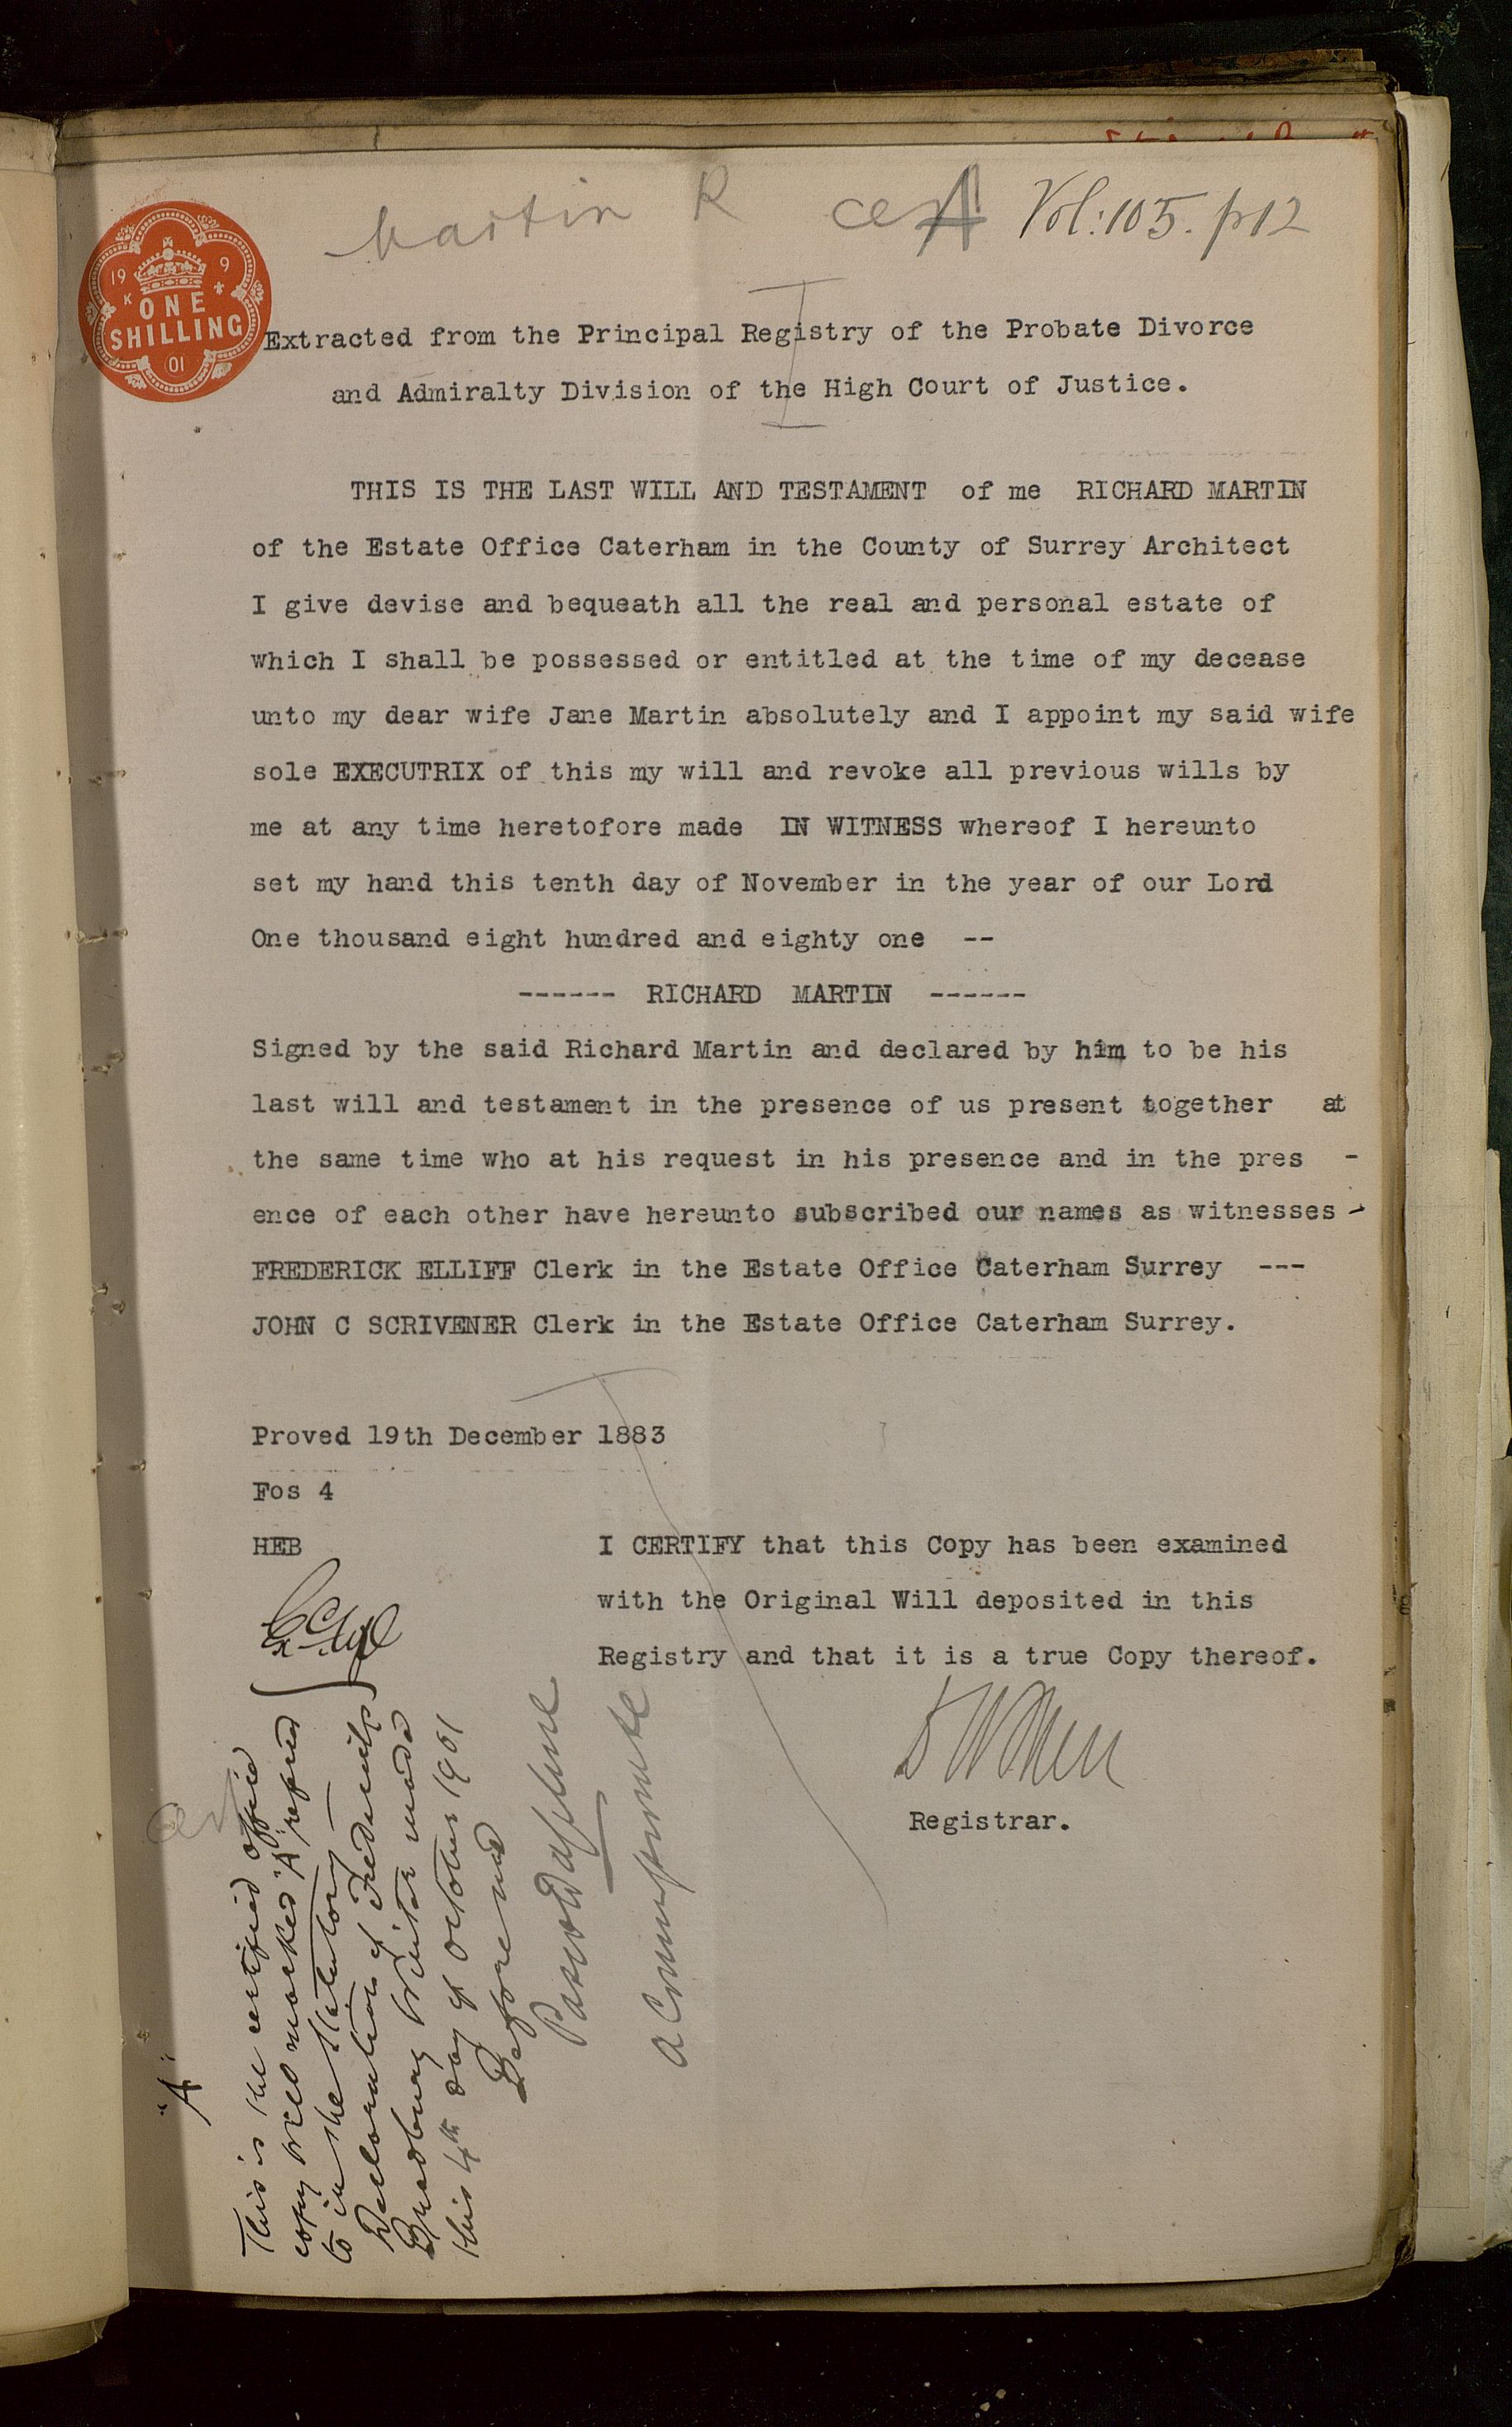 Martin R Vol: 105. p 12
19 9
K
ONE
SHILLING
01
Extracted from the Principal Registry of the Probate Divorce
and Admiralty Division of the High Court of Justice.
THIS IS THE LAST WILL AND TESTAMENT of me RICHARD MARTIN
of the Estate Office Caterham in the County of Surrey Architect
I give devise and bequeath all the real and personal estate of
which I shall be possessed or entitled at the time of my decease
unto my dear wife Jane Martin absolutely and I appoint my said wife
sole EXECUTRIX of this my will and revoke all previous wills by
me at any time heretofore made IN WITNESS whereof I hereunto
set my hand this tenth day of November in the year of our Lord
One thousand eight hundred and eighty one --
------ RICHARD MARTIN ------
Signed by the said Richard Martin and declared by him to be his
last will and testament in the presence of us present together at
the same time who at his request in his presence and in the pres -
ence of each other have hereunto subscribed our names as witnesses -
FREDERICK ELLIFF Clerk in the Estate Office Caterham Surrey ---
JOHN C SCRIVENER Clerk in the Estate Office Caterham Surrey.
Proved 19th December 1883
Fos 4
HEB
I CERTIFY that this Copy has been examined
with the Original Will deposited in this
Registry and that it is a true Copy thereof.
Registrar.
"A"
This is the certified office
copy will marked "A" referred
to in the Statutory
Declaration of Frederick
Bradbury Winter made
this 4th day of October 1901
Before me